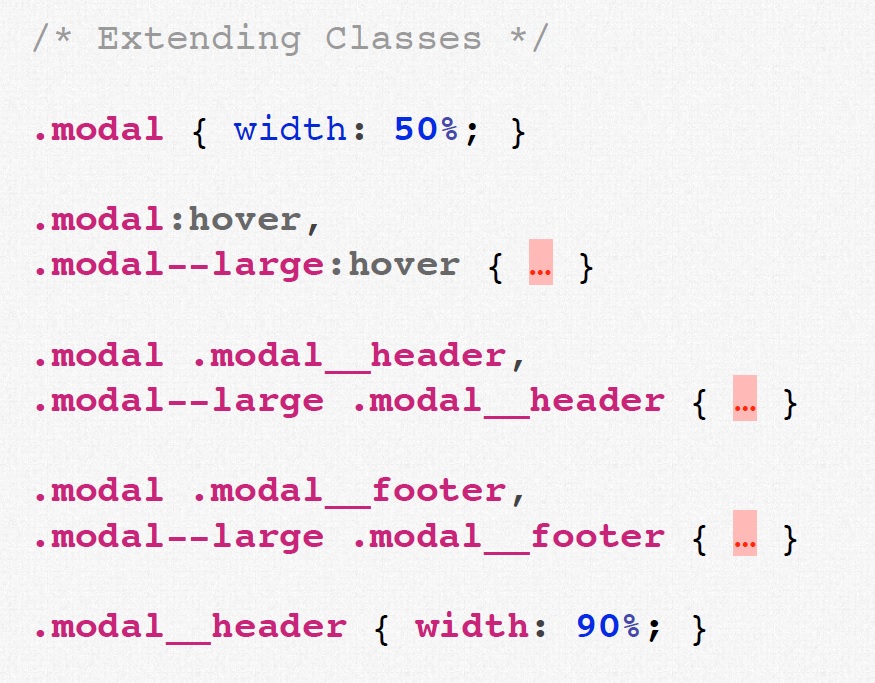 /* Extending Classes */
.modal { width: 50%; }
.modal:hover,
.modal--large:hover { … }
.modal .modal__header,
.modal--large .modal__header { … }
.modal .modal__footer,
.modal--large .modal__footer { … }
.modal__header { width: 90%; }